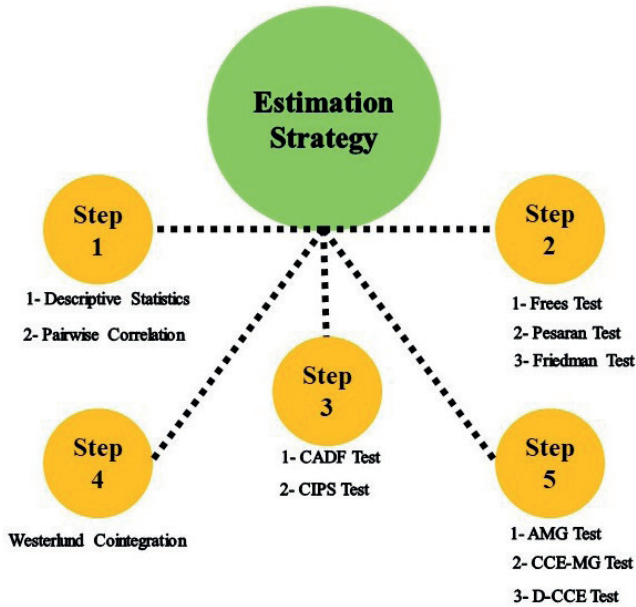 Estimation
Strategy
Step
1
1- Descriptive Statistics
2- Pairwise Correlation
Step
2
1- Frees Test
2- Pesaran Test
3- Friedman Test
Step
3
1- CADF Test
2- CIPS Test
Step
4
Westerlund Cointegration
Step
5
1- AMG Test
2- CCE-MG Test
3- D-CCE Test